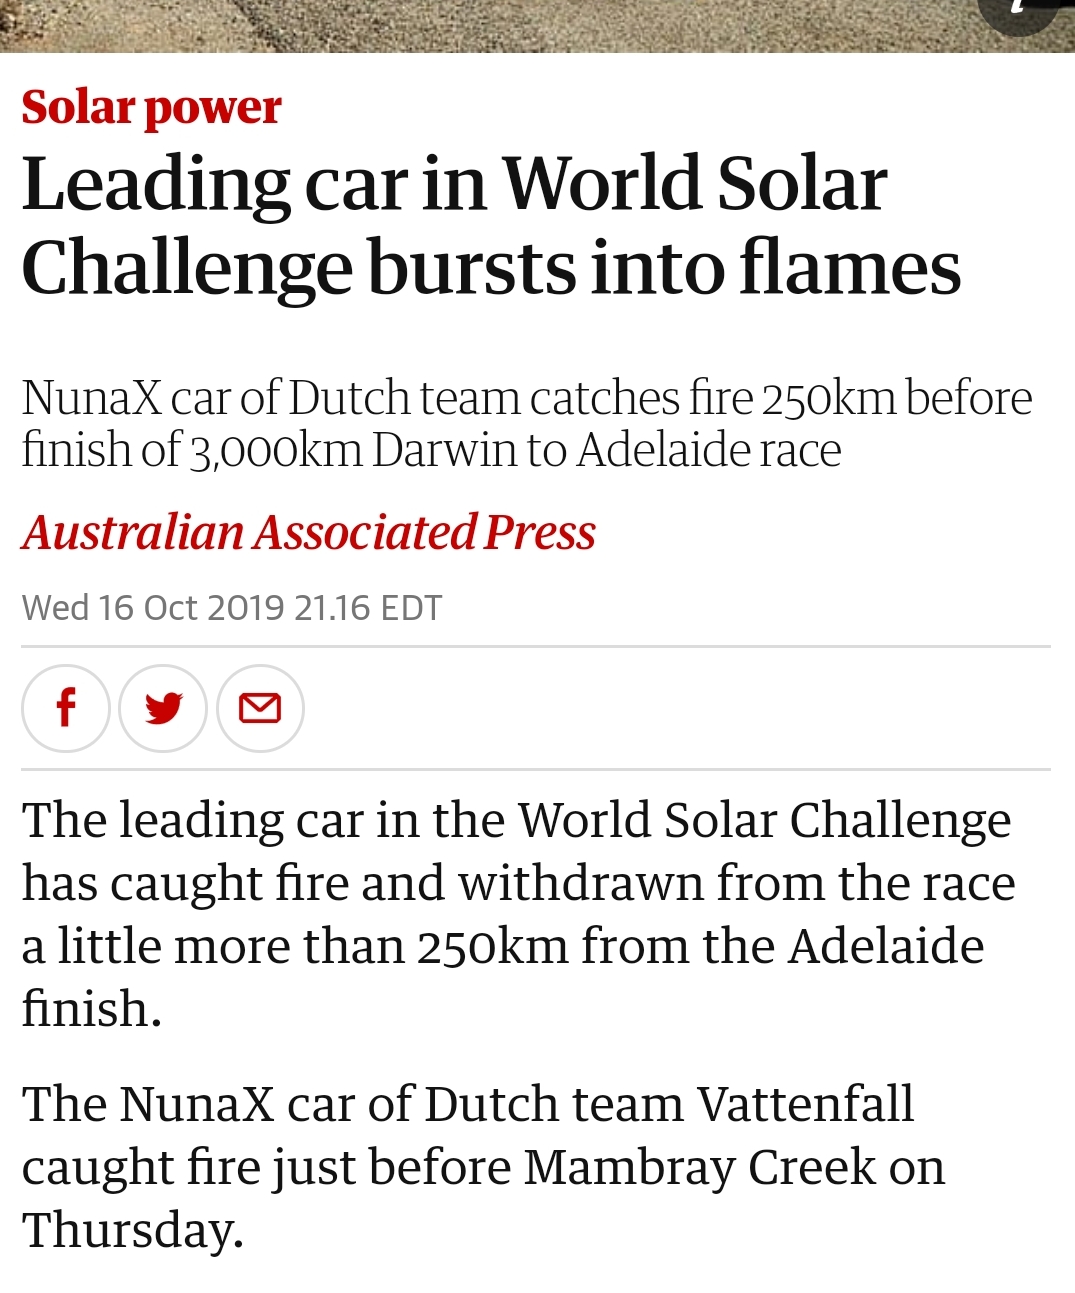 Solar power
Leading car in World Solar
Challenge bursts into flames
NunaX car of Dutch team catches fire 250km before
finish of 3,000km Darwin to Adelaide race
Australian Associated Press
Wed 16 Oct 2019 21.16 EDT
The leading car in the World Solar Challenge
has caught fire and withdrawn from the race
a little more than 250km from the Adelaide
finish.
The NunaX car of Dutch team Vattenfall
caught fire just before Mambray Creek on
Thursday.